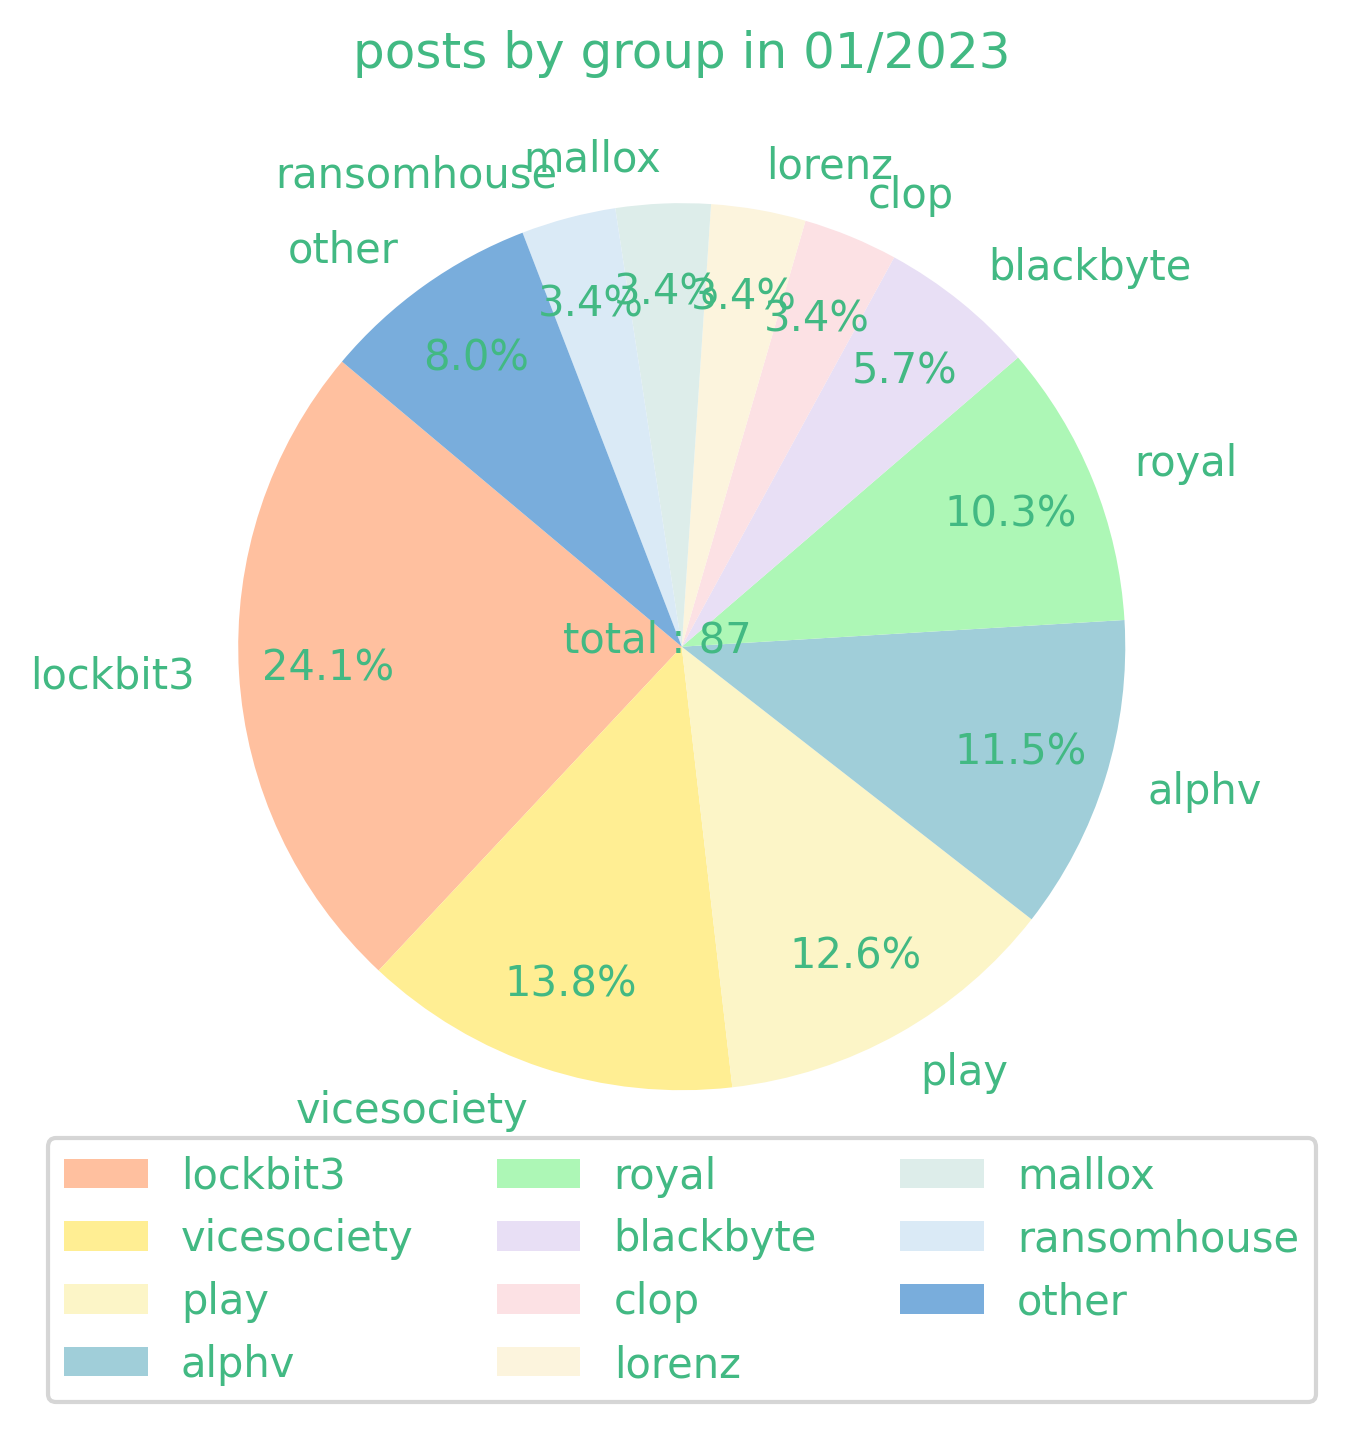 posts by group in 01/2023
mallox
lorenz
ransomhouse
clop
other
blackbyte
3.4%
3.4%
3.4%
3.4%
8.0%
5.7%
royal
10.3%
total : 87
lockbit3
24.1%
11.5%
alphv
12.6%
13.8%
play
vicesociety
lockbit3
vicesociety
play
alphv
royal
blackbyte
clop
lorenz
mallox
ransomhouse
other